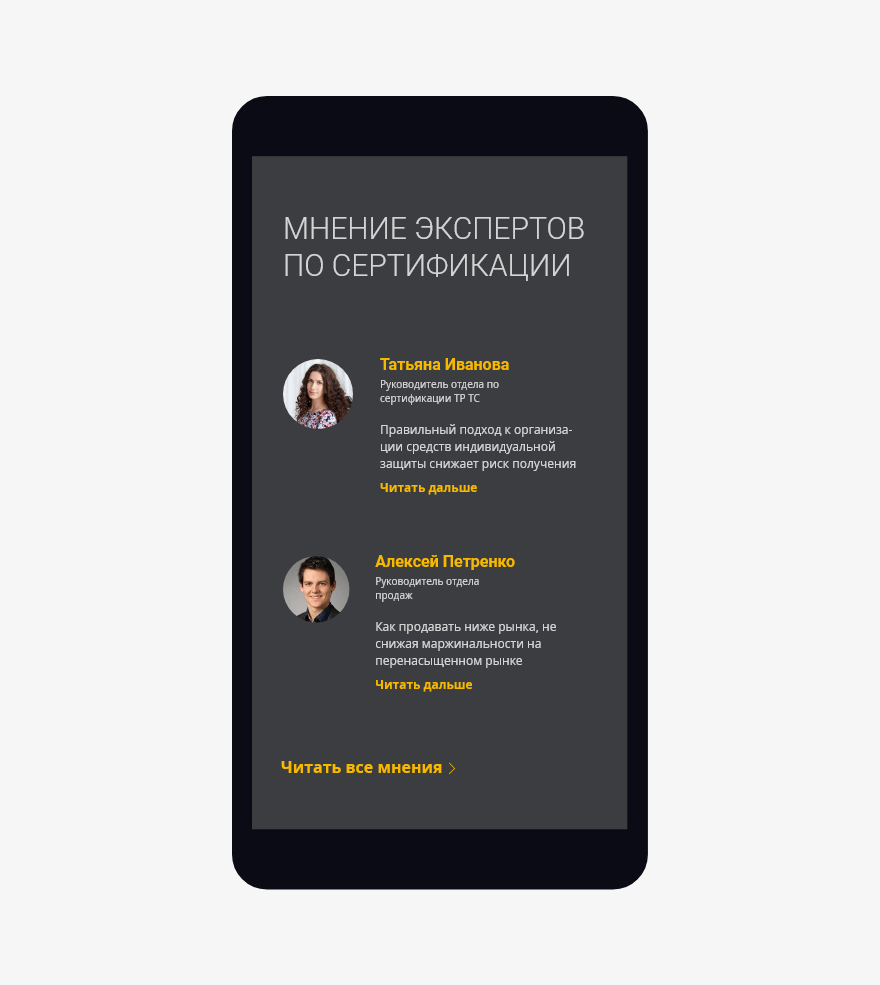 МНЕНИЕ ЭКСПЕРТОВ
ПО СЕРТИФИКАЦИИ
Татьяна Иванова
Руководитель отдела по
сертификации ТР ТС
Правильный подход к организа-
ции средств индивидуальной
защиты снижает риск получения
Читать дальше
Алексей Петренко
Руководитель отдела
продаж
Как продавать ниже рынка, не
снижая маржинальности на
перенасыщенном рынке
Читать дальше
Читать все мнения